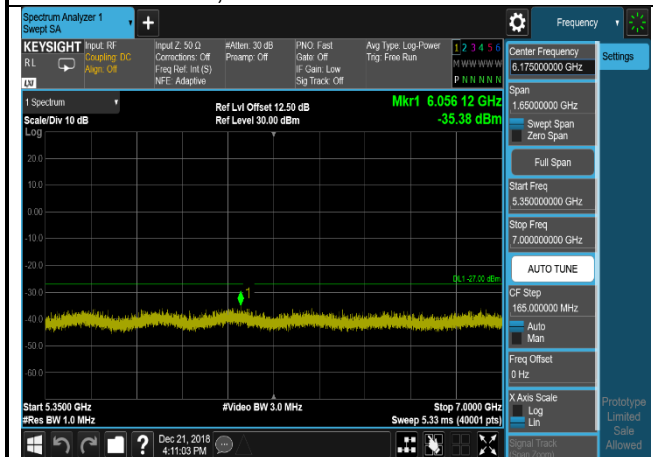 Spectrum Analyzer 1
Swept SA
+
Frequency
KEYSIGHT
RL
LXI
Input: RF
Coupling: DC
Align: Off
Input Z: 50 Ω
Corrections: Off
Freq Ref: Int (S)
NFE: Adaptive
#Atten: 30 dB
Preamp: Off
PNO: Fast
Gate: Off
IF Gain: Low
Sig Track: Off
Avg Type: Log-Power
Trig: Free Run
1 2 3 4 5 6
M W W W W W
P N N N N N
1 Spectrum
Scale/Div 10 dB
Log
Ref Lvl Offset 12.50 dB
Ref Level 30.00 dBm
Mkr1 6.056 12 GHz
-35.38 dBm
20.0
10.0
0.00
-10.0
-20.0
-30.0
-40.0
-50.0
-60.0
DL1 -27.00 dBm
1
Start 5.3500 GHz
#Res BW 1.0 MHz
#Video BW 3.0 MHz
Stop 7.0000 GHz
Sweep 5.33 ms (40001 pts)
?
Dec 21, 2018
4:11:03 PM
Center Frequency
6.175000000 GHz
Span
1.65000000 GHz
Swept Span
Zero Span
Full Span
Start Freq
5.350000000 GHz
Stop Freq
7.000000000 GHz
AUTO TUNE
CF Step
165.000000 MHz
Auto
Man
Freq Offset
0 Hz
X Axis Scale
Log
Lin
Signal Track
(Span Zoom)
Settings
Prototype
Limited
Sale
Allowed